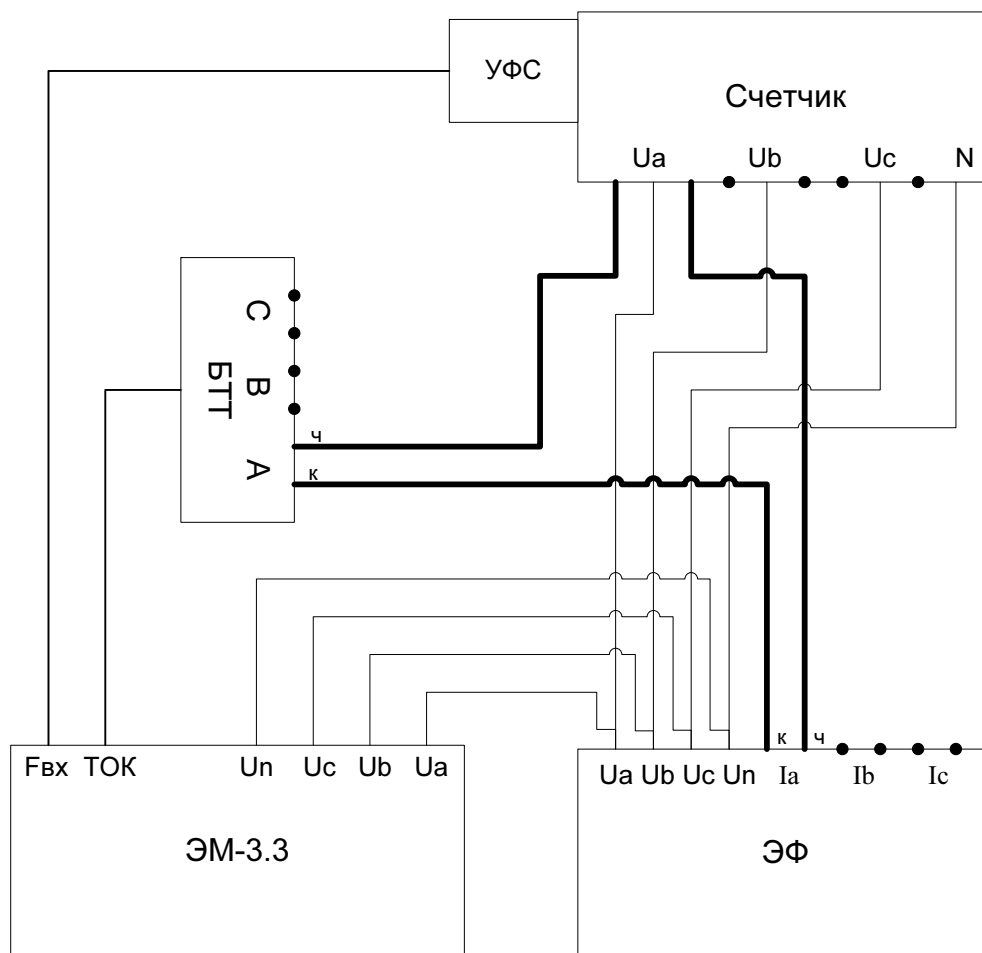 УФС
Счетчик
Ua Ub Uc N
С
В
БТТ
А
ч
к
к ч
Fвх ТОК Un Uc Ub Ua
Ua Ub Uc Un Ia Ib Ic
ЭМ-3.3
ЭФ